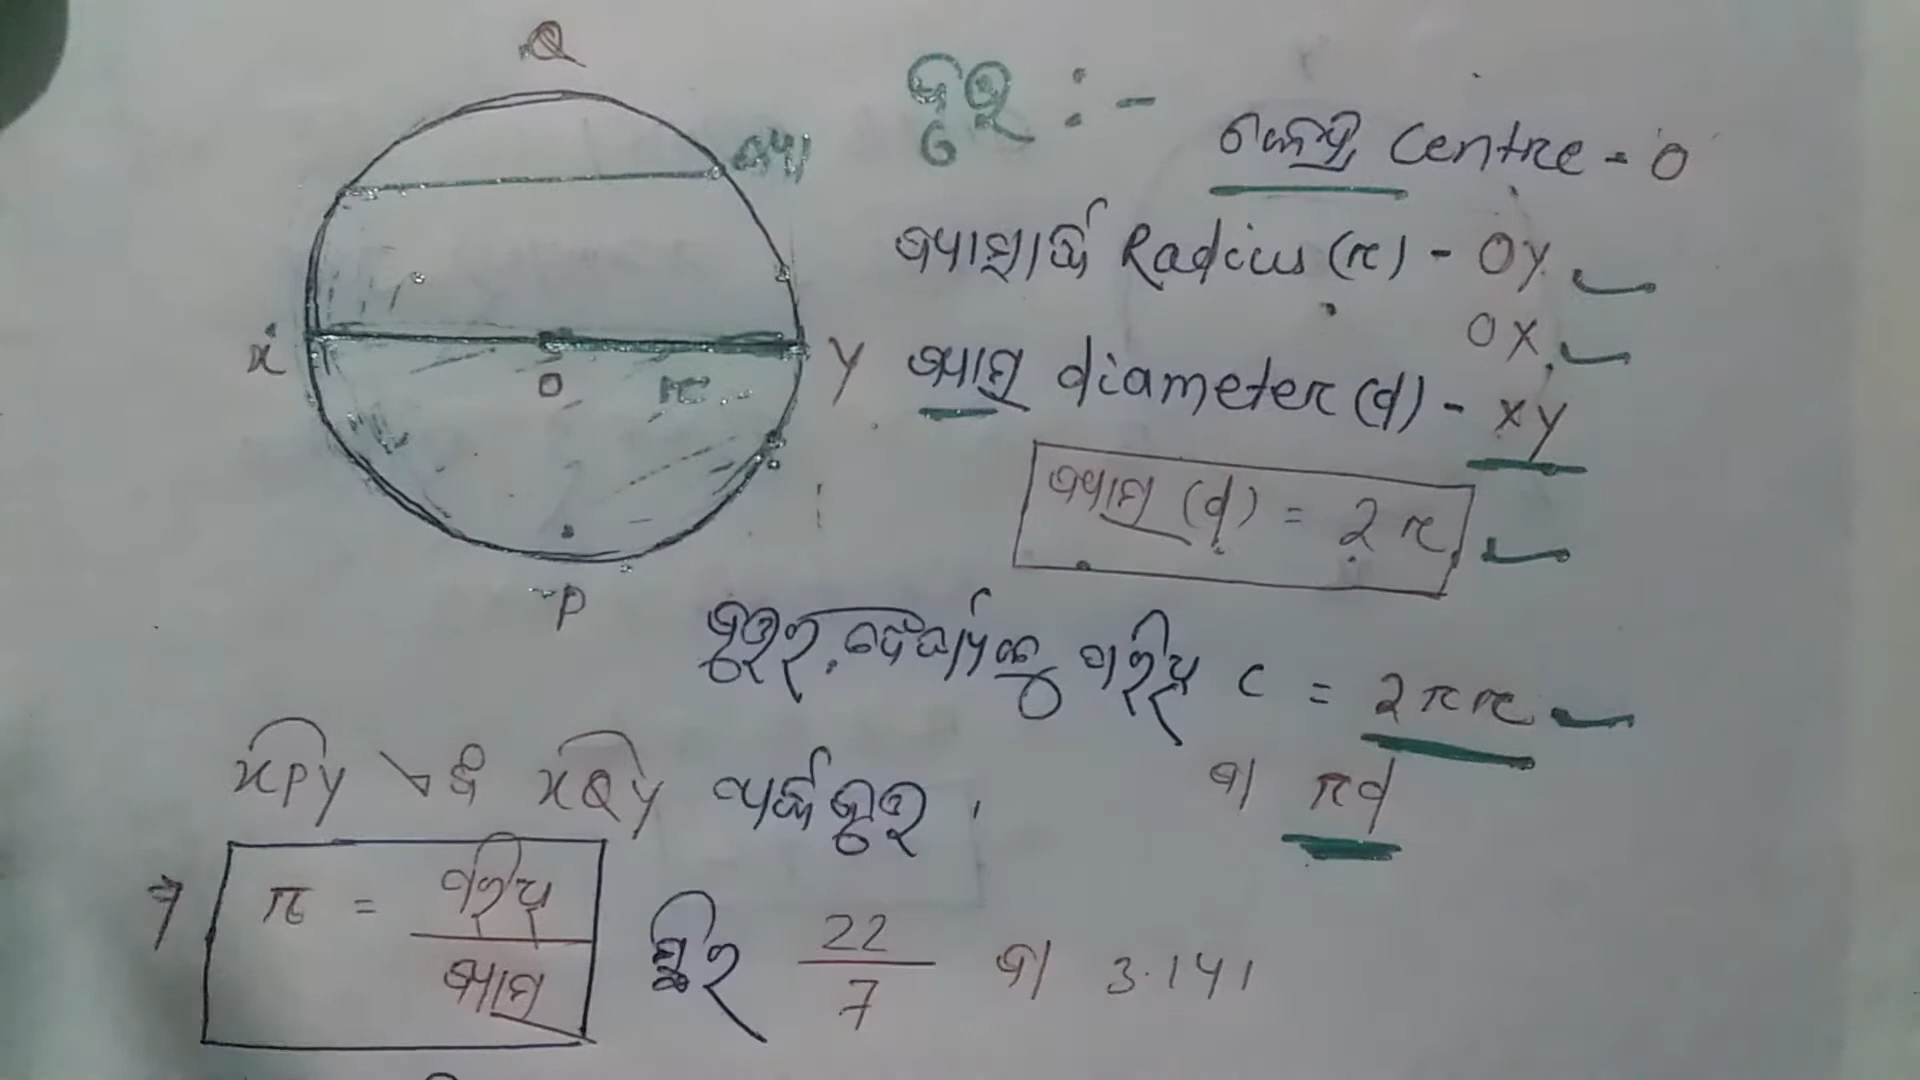 Q
ବୃତ୍ତ :-
କେନ୍ଦ୍ର Centre - O
ଜ୍ୟା
ବ୍ୟାସାର୍ଦ୍ଧ Radius (r) - OY
OX
X O r Y
ବ୍ୟାସ diameter (d) - XY
ବ୍ୟାସ (d) = 2r
P
ବୃତ୍ତର ଦୈର୍ଘ୍ୟକୁ ପରିଧି C = 2πr
XPY ଓ XQY ଅର୍ଦ୍ଧବୃତ୍ତ ।
ବା πd
π = ପରିଧି / ବ୍ୟାସ
22 / 7 ବା 3.141